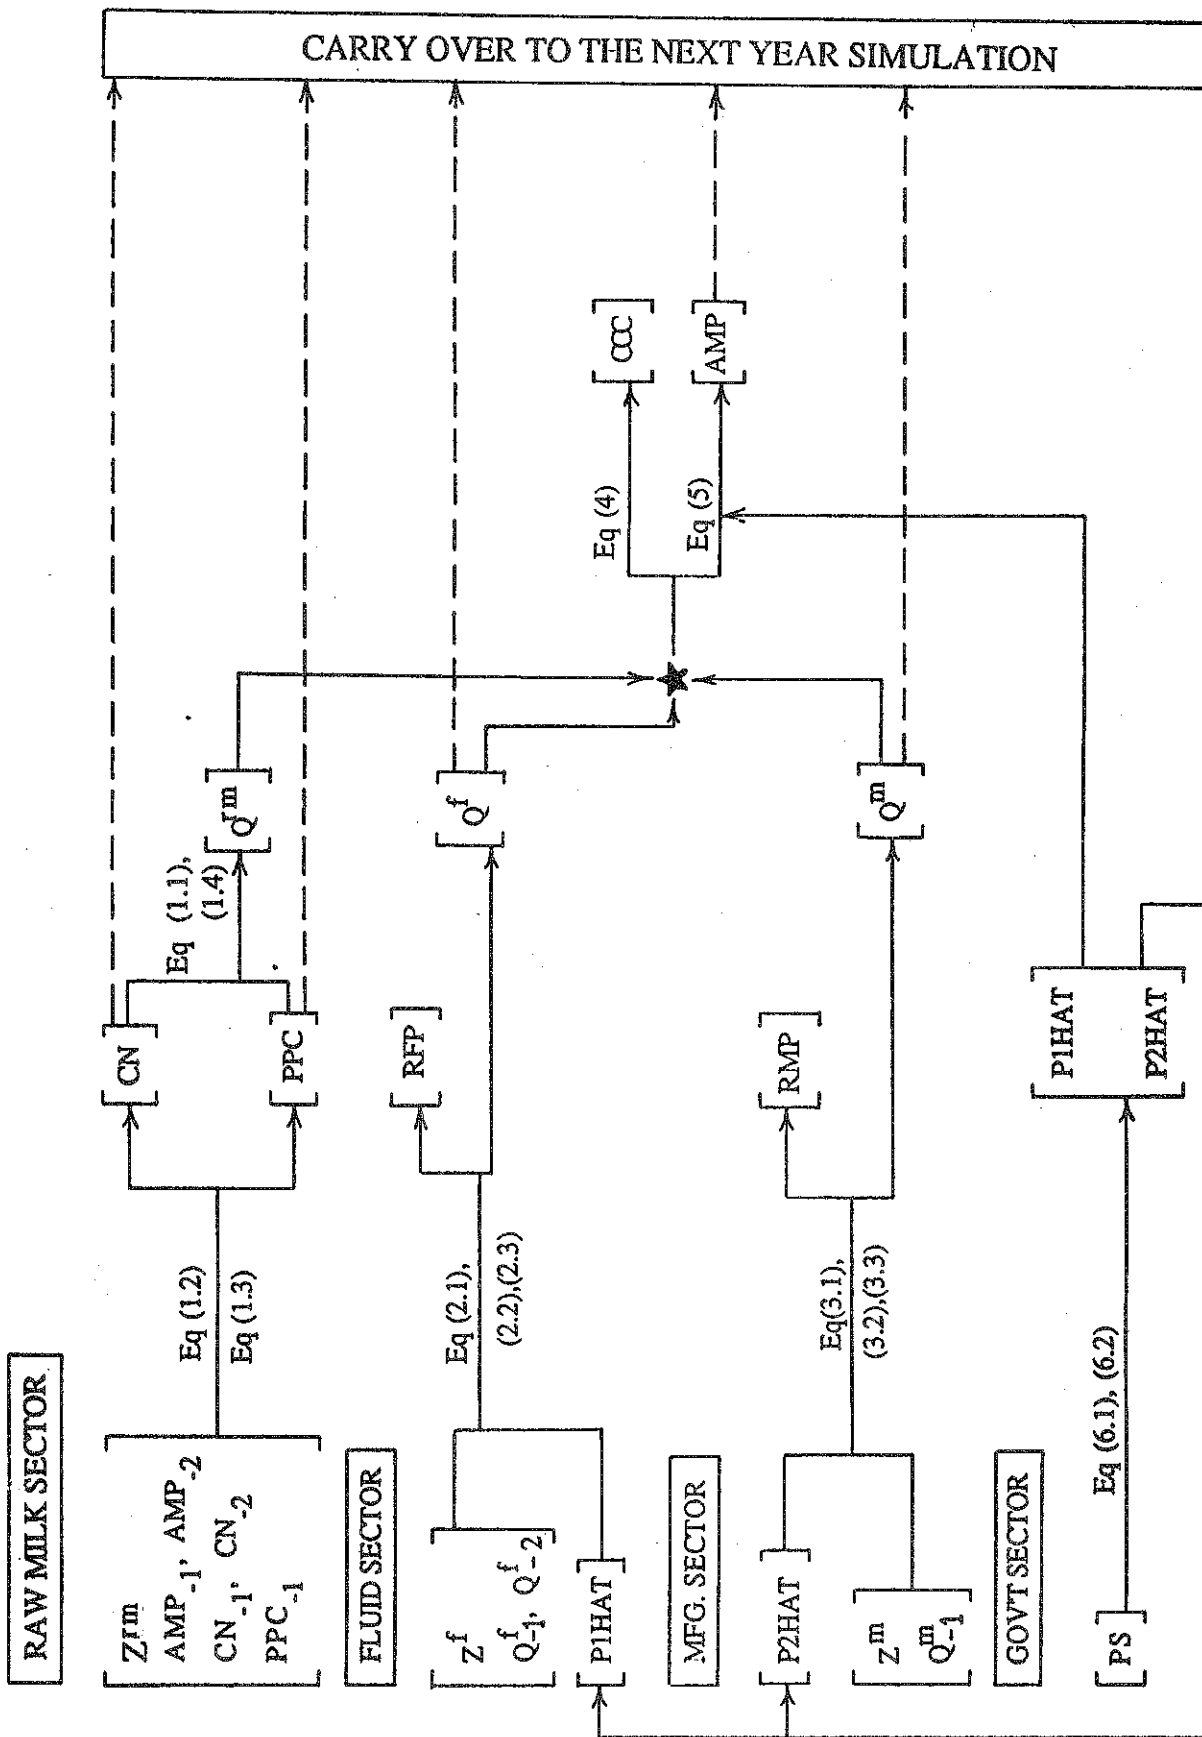 CARRY OVER TO THE NEXT YEAR SIMULATION
RAW MILK SECTOR
Z^rm
AMP_-1, AMP_-2
CN_-1, CN_-2
PPC_-1
Eq (1.2)
Eq (1.3)
[CN]
[PPC]
Eq (1.1),
(1.4)
[Q^rm]
FLUID SECTOR
Z^f
Q^f_-1, Q^f_-2
[P1HAT]
Eq (2.1),
(2.2),(2.3)
[RFP]
[Q^f]
Eq (4)
[CCC]
Eq (5)
[AMP]
MFG. SECTOR
[P2HAT]
Z^m
Q^m_-1
Eq(3.1),
(3.2),(3.3)
[RMP]
[Q^m]
GOVT SECTOR
[PS]
Eq (6.1), (6.2)
P1HAT
P2HAT